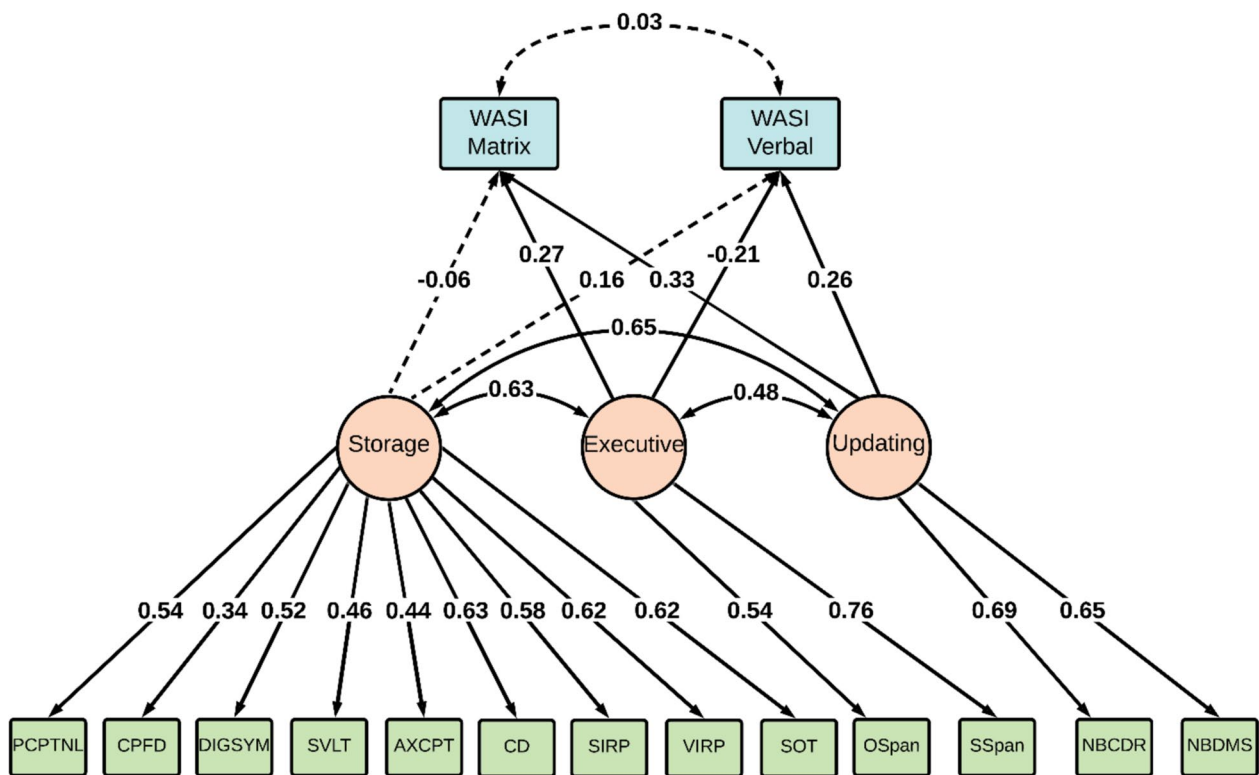 0.03
WASI
Matrix
WASI
Verbal
0.27
-0.21
-0.06
0.16
0.33
0.26
0.65
0.63
0.48
Storage
Executive
Updating
0.54
0.34
0.52
0.46
0.44
0.63
0.58
0.62
0.62
0.54
0.76
0.69
0.65
PCPTNL
CPFD
DIGSYM
SVLT
AXCPT
CD
SIRP
VIRP
SOT
OSpan
SSpan
NBCDR
NBDMS